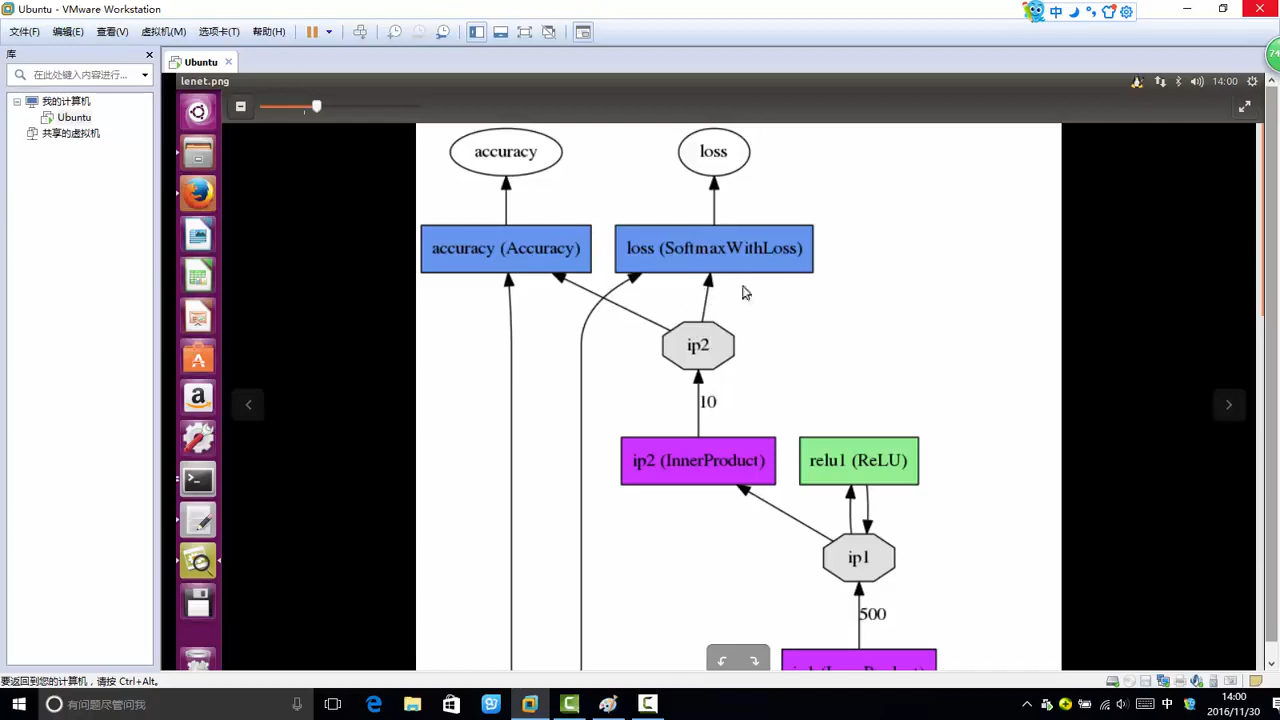 Ubuntu - VMware Workstation
中
文件(F) 编辑(E) 查看(V) 虚拟机(M) 选项卡(T) 帮助(H)
库
Ubuntu
74
在此处键入内容进行...
lenet.png
14:00
我的计算机
Ubuntu
共享的虚拟机
accuracy
loss
accuracy (Accuracy)
loss (SoftmaxWithLoss)
ip2
10
ip2 (InnerProduct)
relu1 (ReLU)
ip1
500
要返回到您的计算机，请按 Ctrl+Alt。
有问题尽管问我
中
14:00
2016/11/30